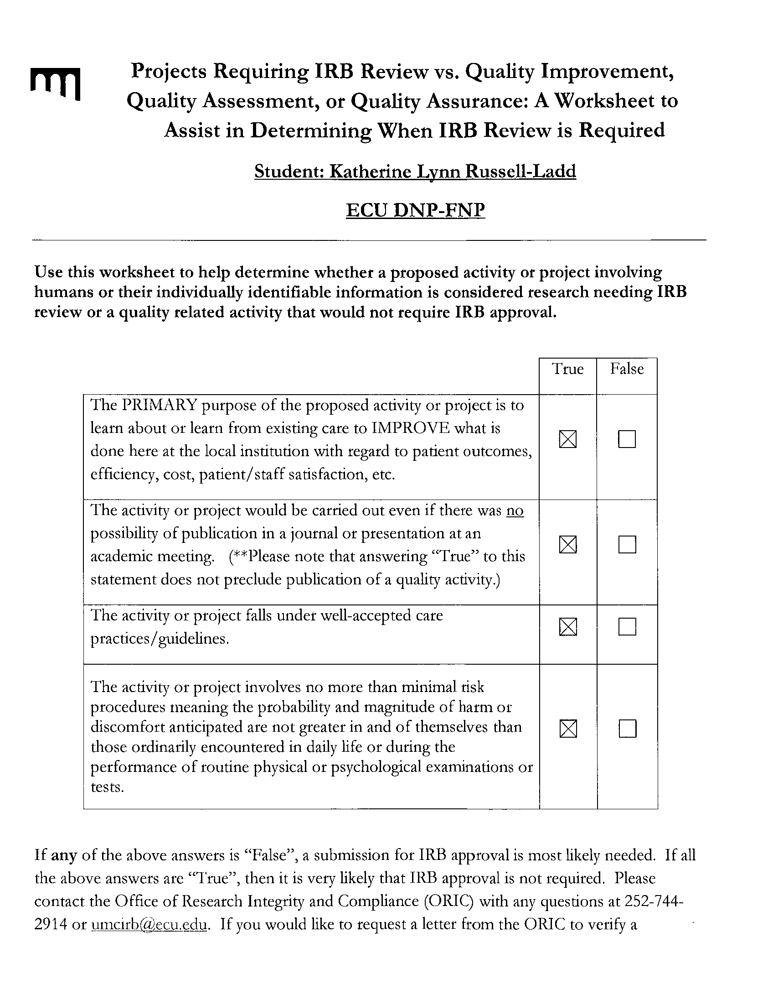 Projects Requiring IRB Review vs. Quality Improvement,
Quality Assessment, or Quality Assurance: A Worksheet to
Assist in Determining When IRB Review is Required
Student: Katherine Lynn Russell-Ladd
ECU DNP-FNP
Use this worksheet to help determine whether a proposed activity or project involving
humans or their individually identifiable information is considered research needing IRB
review or a quality related activity that would not require IRB approval.
True False
The PRIMARY purpose of the proposed activity or project is to
learn about or learn from existing care to IMPROVE what is
done here at the local institution with regard to patient outcomes,
efficiency, cost, patient/staff satisfaction, etc.
☒ ☐
The activity or project would be carried out even if there was no
possibility of publication in a journal or presentation at an
academic meeting. (**Please note that answering “True” to this
statement does not preclude publication of a quality activity.)
☒ ☐
The activity or project falls under well-accepted care
practices/guidelines.
☒ ☐
The activity or project involves no more than minimal risk
procedures meaning the probability and magnitude of harm or
discomfort anticipated are not greater in and of themselves than
those ordinarily encountered in daily life or during the
performance of routine physical or psychological examinations or
tests.
☒ ☐
If any of the above answers is “False”, a submission for IRB approval is most likely needed. If all
the above answers are “True”, then it is very likely that IRB approval is not required. Please
contact the Office of Research Integrity and Compliance (ORIC) with any questions at 252-744-
2914 or umcirb@ecu.edu. If you would like to request a letter from the ORIC to verify a